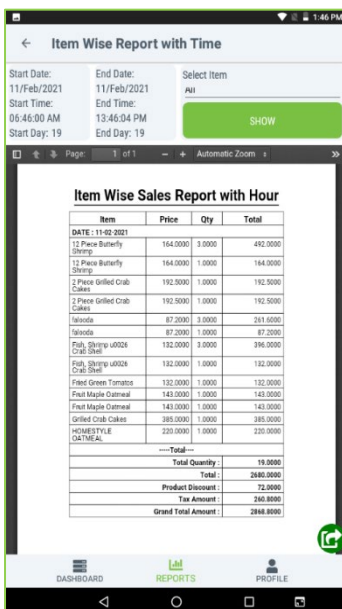 1:46 PM
← Item Wise Report with Time
Start Date:
11/Feb/2021
Start Time:
06:46:00 AM
Start Day: 19
End Date:
11/Feb/2021
End Time:
13:46:04 PM
End Day: 19
Select Item
All
SHOW
Page: 1 of 1 − + Automatic Zoom »
Item Wise Sales Report with Hour
Item Price Qty Total
DATE : 11-02-2021
12 Piece Butterfly
Shrimp 164.0000 3.0000 492.0000
12 Piece Butterfly
Shrimp 164.0000 1.0000 164.0000
2 Piece Grilled Crab
Cakes 192.5000 1.0000 192.5000
2 Piece Grilled Crab
Cakes 192.5000 1.0000 192.5000
falooda 87.2000 3.0000 261.6000
falooda 87.2000 1.0000 87.2000
Fish, Shrimp u0026
Crab Shell 132.0000 3.0000 396.0000
Fish, Shrimp u0026
Crab Shell 132.0000 1.0000 132.0000
Fried Green Tomatos 132.0000 1.0000 132.0000
Fruit Maple Oatmeal 143.0000 1.0000 143.0000
Fruit Maple Oatmeal 143.0000 1.0000 143.0000
Grilled Crab Cakes 385.0000 1.0000 385.0000
HOMESTYLE
OATMEAL 220.0000 1.0000 220.0000
-----Total----
Total Quantity : 19.0000
Total : 2680.0000
Product Discount : 72.0000
Tax Amount : 260.8000
Grand Total Amount : 2868.8000
DASHBOARD REPORTS PROFILE